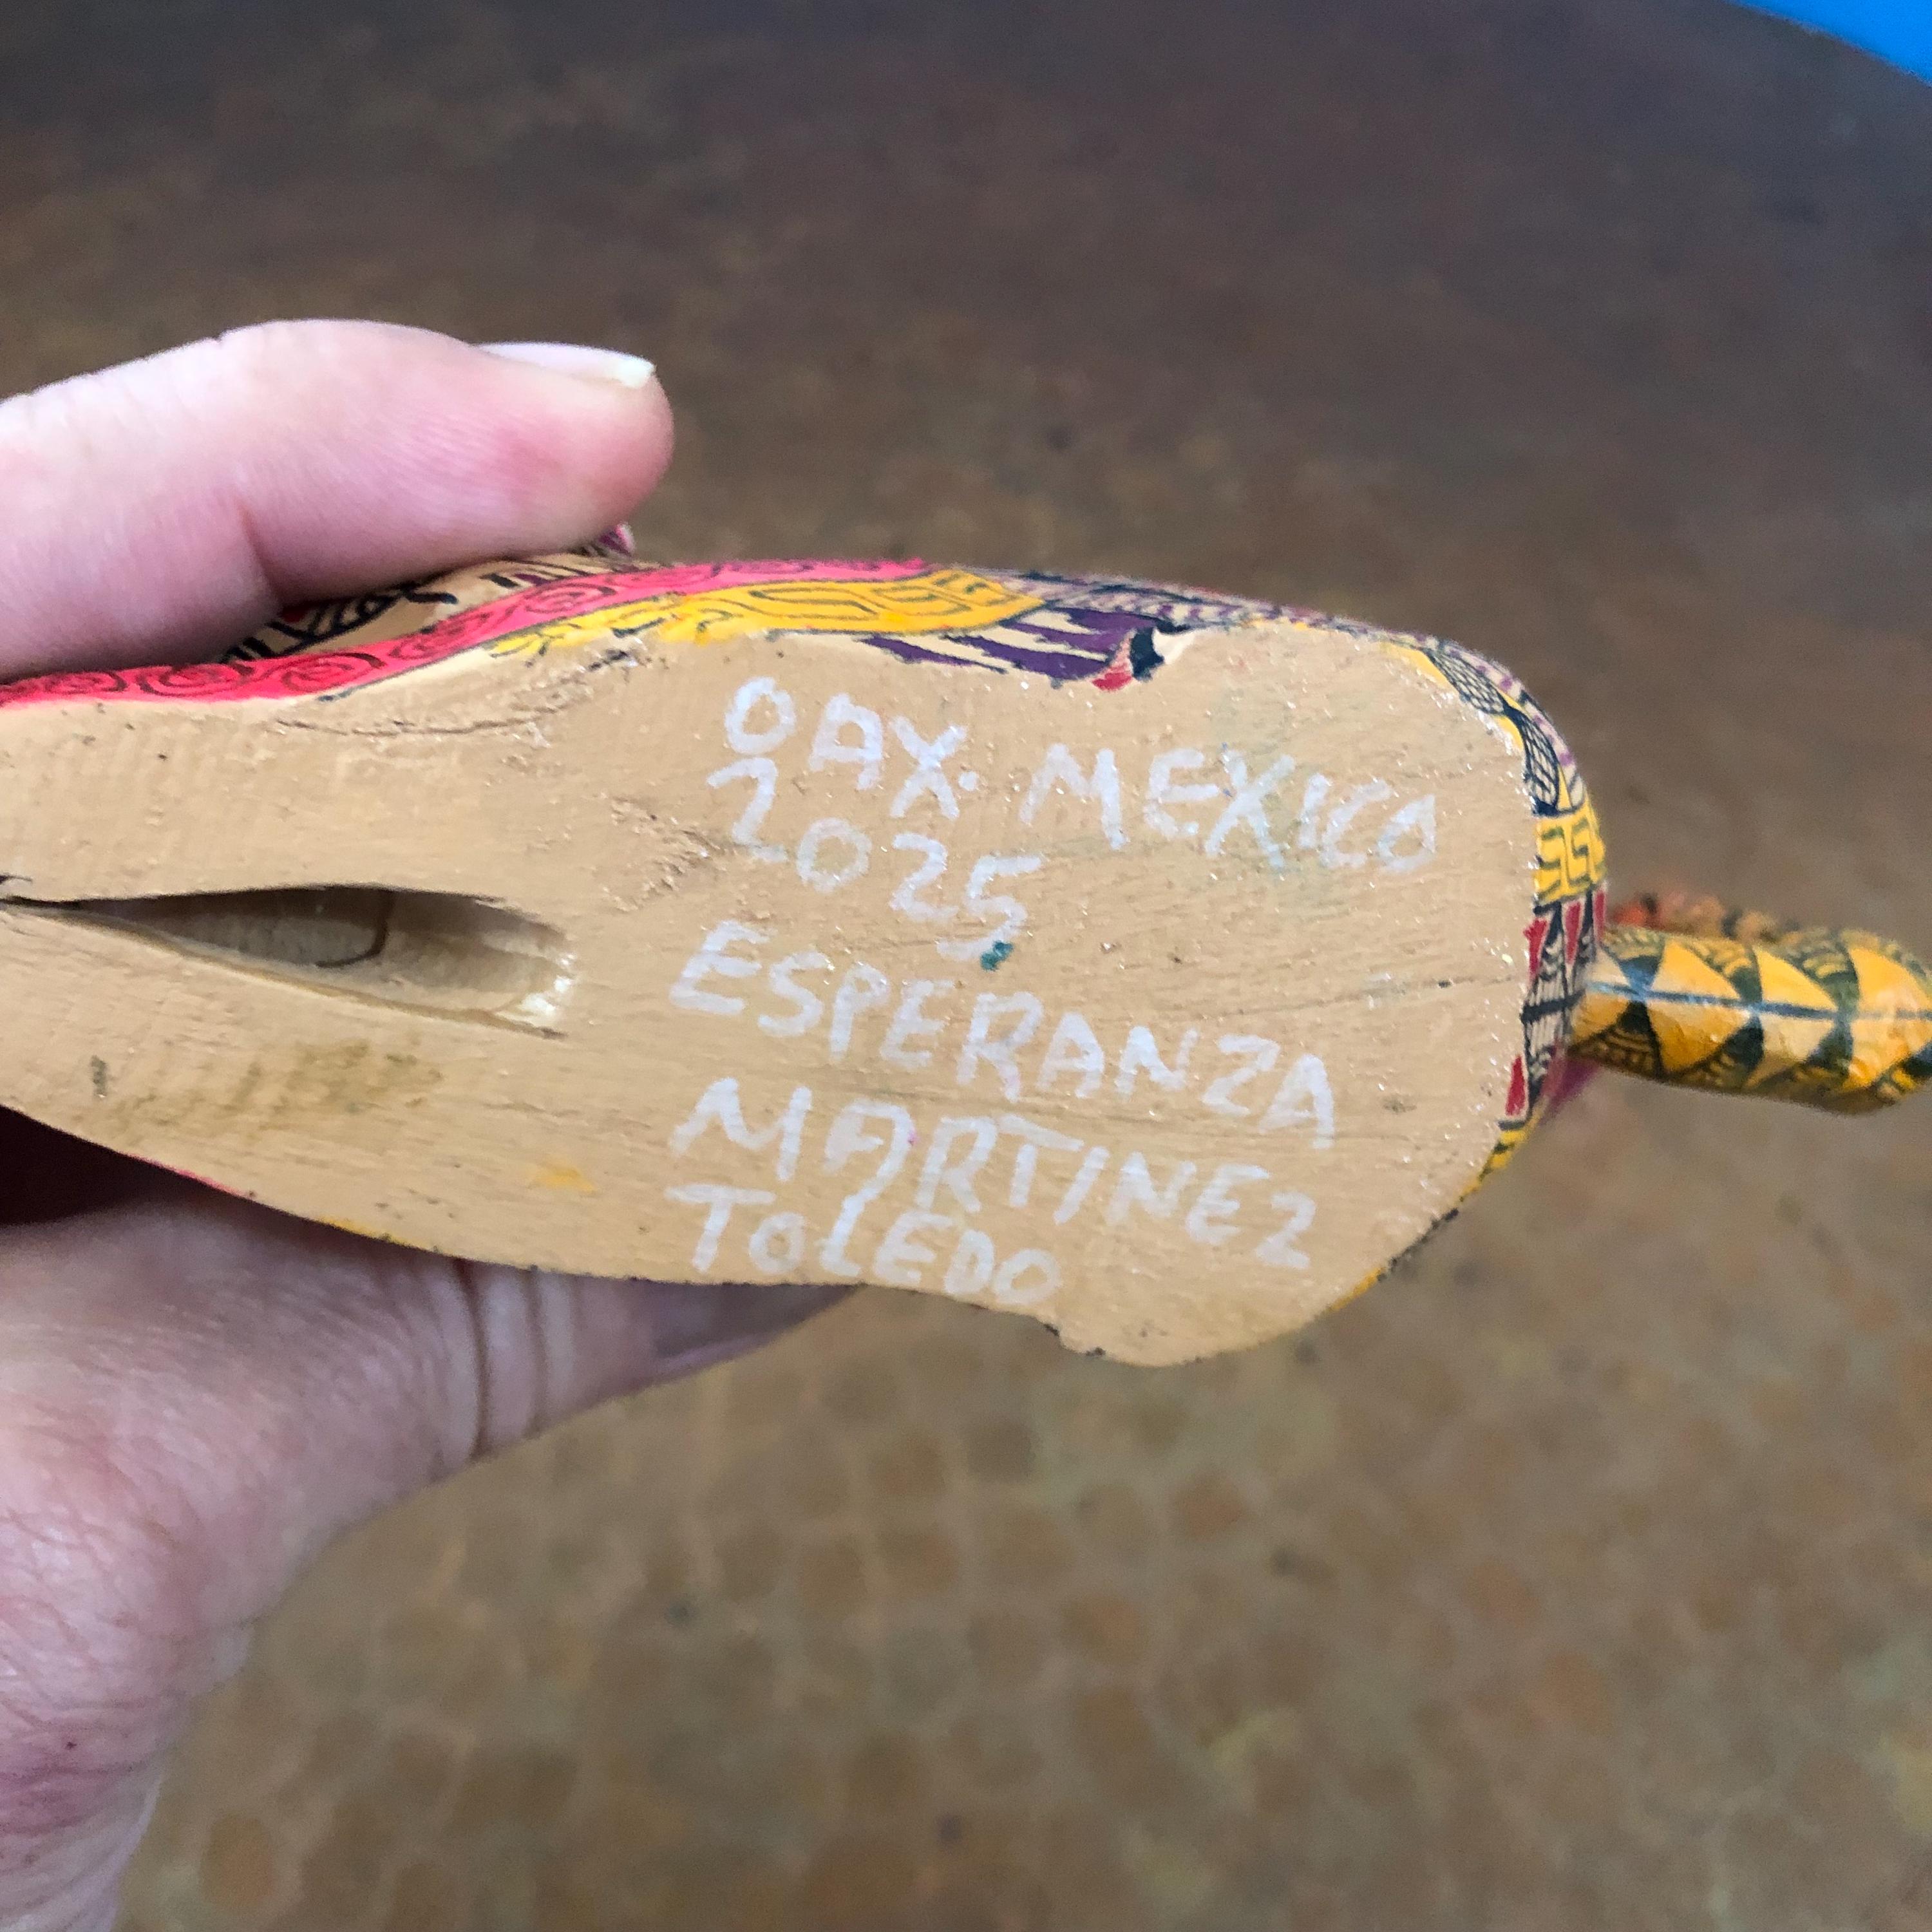 OAX. MEXICO
2025
ESPERANZA
MARTINEZ
TOLEDO